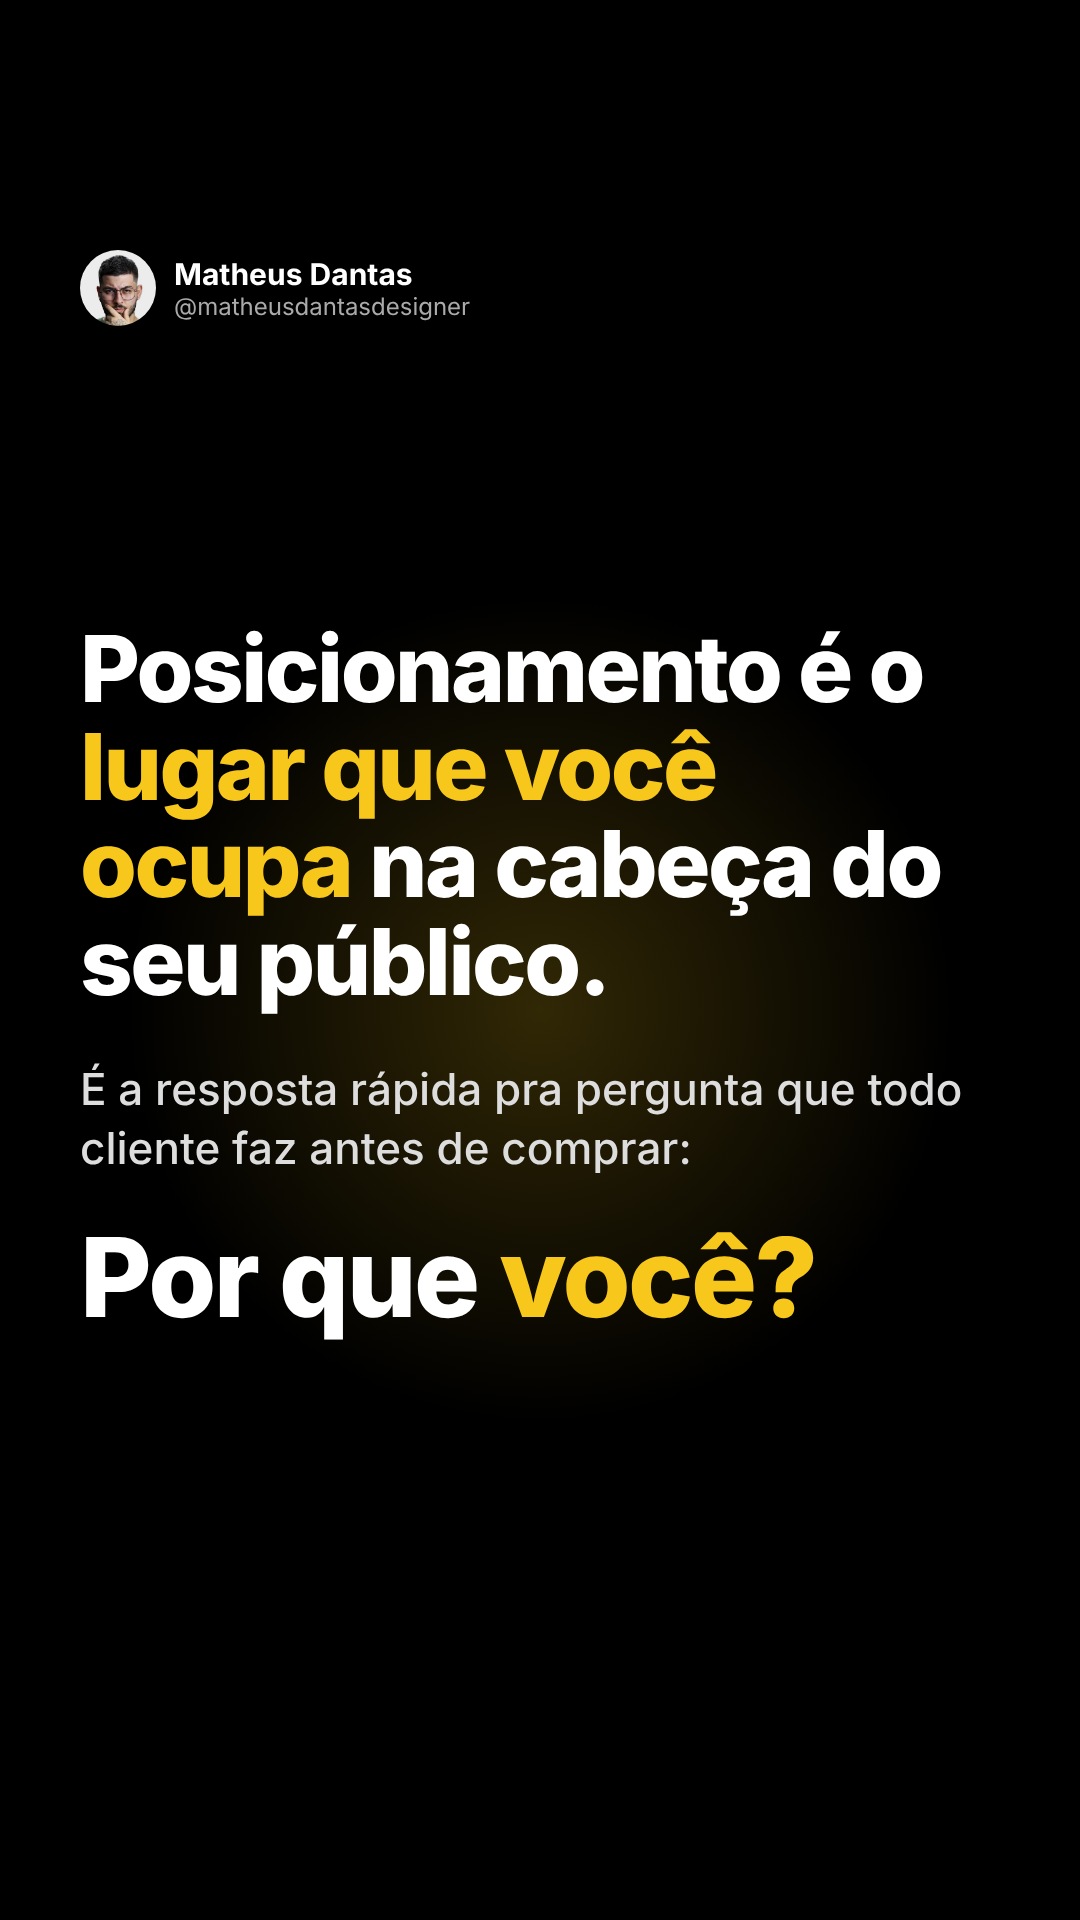 Matheus Dantas
@matheusdantasdesigner
Posicionamento é o
lugar que você
ocupa na cabeça do
seu público.
É a resposta rápida pra pergunta que todo
cliente faz antes de comprar:
Por que você?